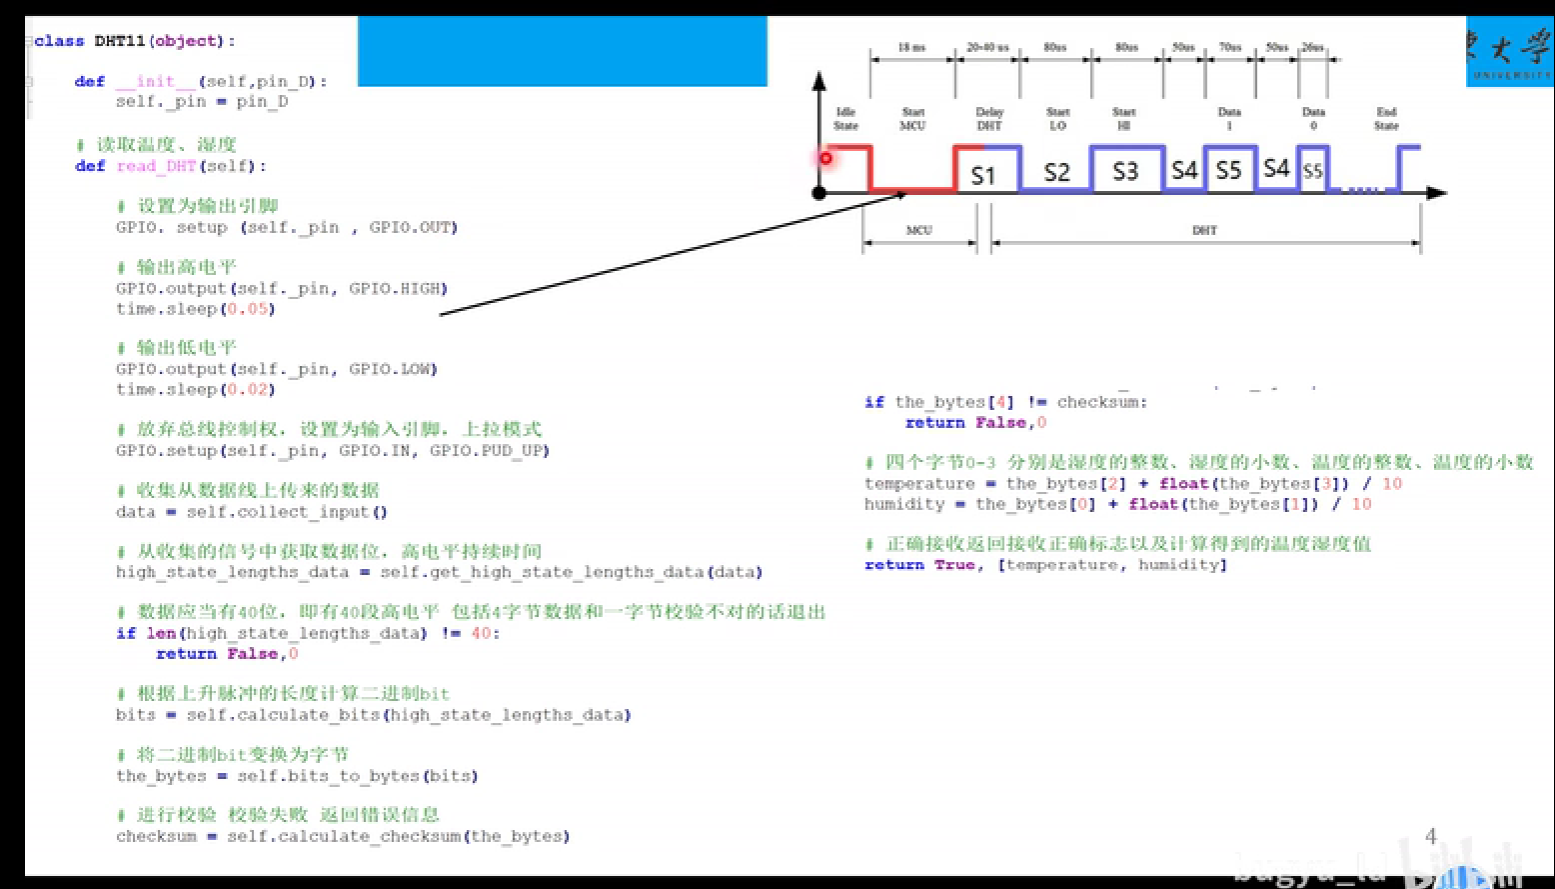 class DHT11(object):
def __init__(self,pin_D):
self._pin = pin_D
# 读取温度、湿度
def read_DHT(self):
# 设置为输出引脚
GPIO. setup (self._pin , GPIO.OUT)
# 输出高电平
GPIO.output(self._pin, GPIO.HIGH)
time.sleep(0.05)
# 输出低电平
GPIO.output(self._pin, GPIO.LOW)
time.sleep(0.02)
# 放弃总线控制权，设置为输入引脚，上拉模式
GPIO.setup(self._pin, GPIO.IN, GPIO.PUD_UP)
# 收集从数据线上传来的数据
data = self.collect_input()
# 从收集的信号中获取数据位，高电平持续时间
high_state_lengths_data = self.get_high_state_lengths_data(data)
# 数据应当有40位，即有40段高电平 包括4字节数据和一字节校验不对的话退出
if len(high_state_lengths_data) != 40:
return False,0
# 根据上升脉冲的长度计算二进制bit
bits = self.calculate_bits(high_state_lengths_data)
# 将二进制bit变换为字节
the_bytes = self.bits_to_bytes(bits)
# 进行校验 校验失败 返回错误信息
checksum = self.calculate_checksum(the_bytes)
18 ms 20-40 us 80us 80us 50us 70us 50us 26us
Idle State
Start MCU
Delay DHT
Start LO
Start HI
Data 1
Data 0
End State
S1 S2 S3 S4 S5 S4 S5
MCU DHT
大学
UNIVERSITY
if the_bytes[4] != checksum:
return False,0
# 四个字节0-3 分别是湿度的整数、湿度的小数、温度的整数、温度的小数
temperature = the_bytes[2] + float(the_bytes[3]) / 10
humidity = the_bytes[0] + float(the_bytes[1]) / 10
# 正确接收返回接收正确标志以及计算得到的温度湿度值
return True, [temperature, humidity]
4